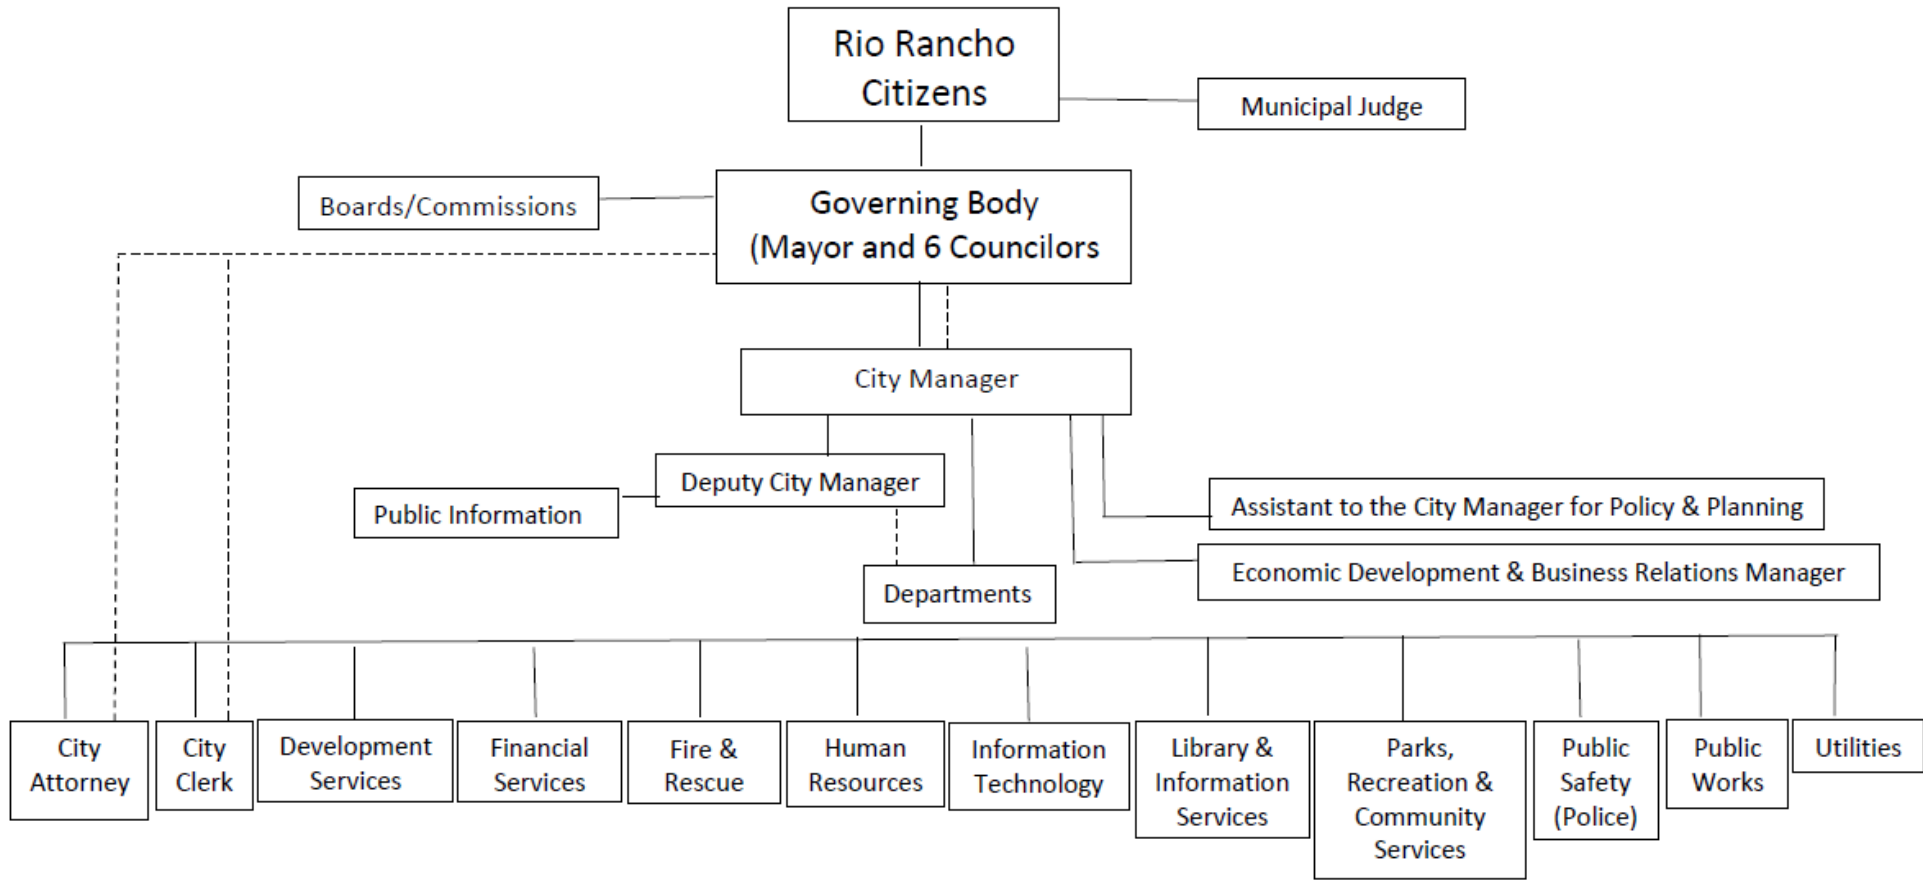 Rio Rancho
Citizens
Municipal Judge
Boards/Commissions
Governing Body
(Mayor and 6 Councilors
City Manager
Deputy City Manager
Public Information
Assistant to the City Manager for Policy & Planning
Economic Development & Business Relations Manager
Departments
City
Attorney
City
Clerk
Development
Services
Financial
Services
Fire &
Rescue
Human
Resources
Information
Technology
Library &
Information
Services
Parks,
Recreation &
Community
Services
Public
Safety
(Police)
Public
Works
Utilities